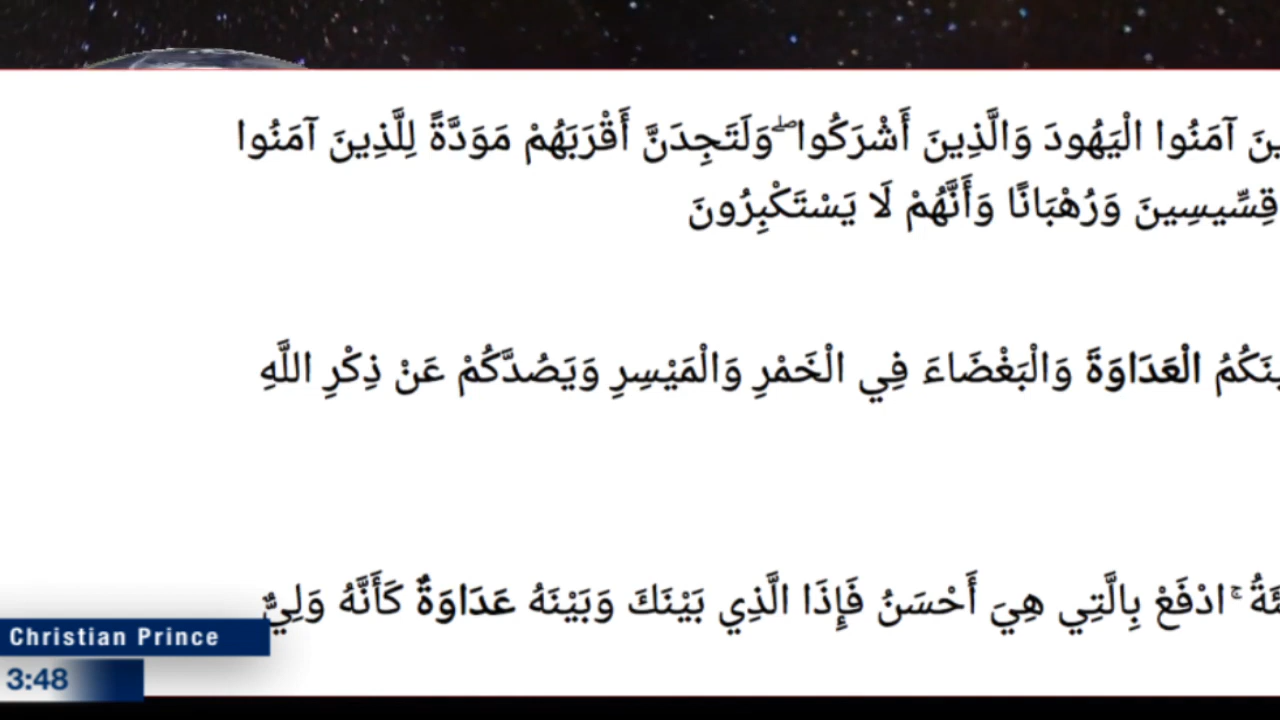 آمَنُوا الْيَهُودَ وَالَّذِينَ أَشْرَكُوا ۖ وَلَتَجِدَنَّ أَقْرَبَهُمْ مَوَدَّةً لِلَّذِينَ آمَنُوا
قِسِّيسِينَ وَرُهْبَانًا وَأَنَّهُمْ لَا يَسْتَكْبِرُونَ
الْعَدَاوَةَ وَالْبَغْضَاءَ فِي الْخَمْرِ وَالْمَيْسِرِ وَيَصُدَّكُمْ عَنْ ذِكْرِ اللَّهِ
ادْفَعْ بِالَّتِي هِيَ أَحْسَنُ فَإِذَا الَّذِي بَيْنَكَ وَبَيْنَهُ عَدَاوَةٌ كَأَنَّهُ وَلِيٌّ
Christian Prince
3:48